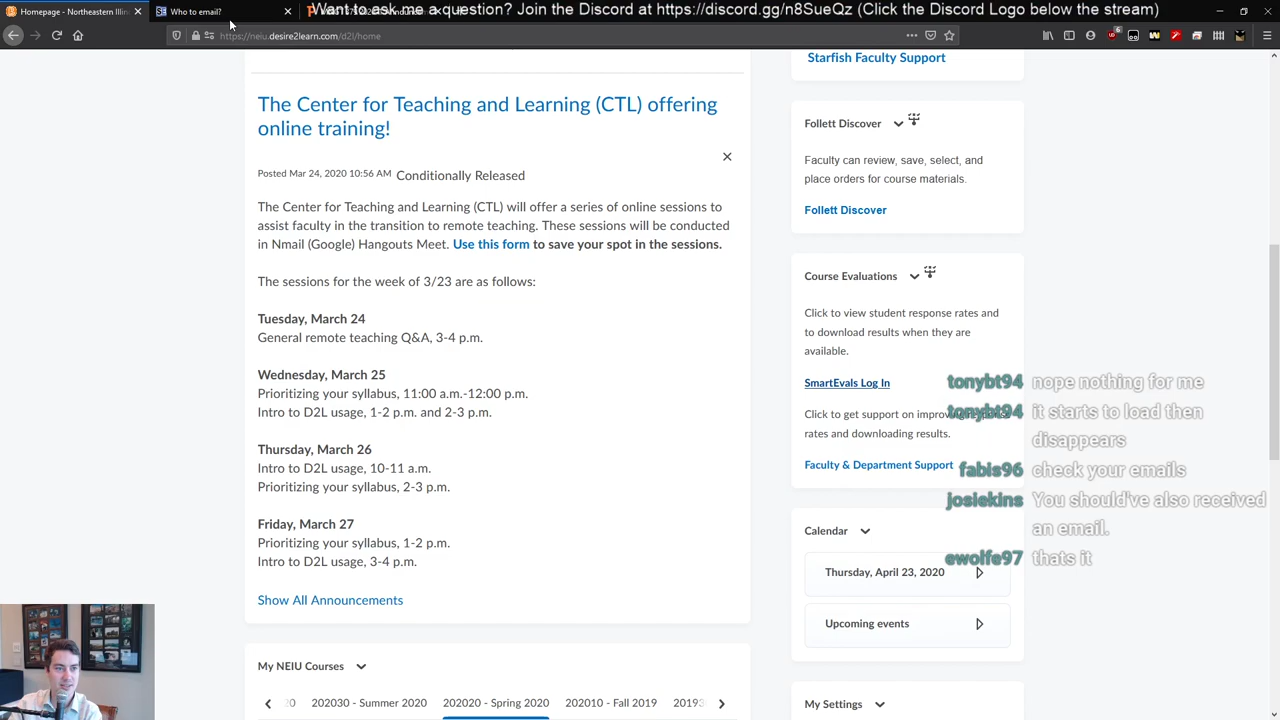 Want to ask me a question? Join the Discord at https://discord.gg/n8SueQz (Check Discord Logo below stream)
Homepage - Northeastern Illin
Who to email?
https://neiu.desire2learn.com/d2l/home
Starfish Faculty Support
The Center for Teaching and Learning (CTL) offering
online training!
Posted Mar 24, 2020 10:56 AM Conditionally Released
The Center for Teaching and Learning (CTL) will offer a series of online sessions to
assist faculty in the transition to remote teaching. These sessions will be conducted
in Nmail (Google) Hangouts Meet. Use this form to save your spot in the sessions.
The sessions for the week of 3/23 are as follows:
Tuesday, March 24
General remote teaching Q&A, 3-4 p.m.
Wednesday, March 25
Prioritizing your syllabus, 11:00 a.m.-12:00 p.m.
Intro to D2L usage, 1-2 p.m. and 2-3 p.m.
Thursday, March 26
Intro to D2L usage, 10-11 a.m.
Prioritizing your syllabus, 2-3 p.m.
Friday, March 27
Prioritizing your syllabus, 1-2 p.m.
Intro to D2L usage, 3-4 p.m.
Show All Announcements
My NEIU Courses
20 202030 - Summer 2020 202020 - Spring 2020 202010 - Fall 2019 20193
Follett Discover
Faculty can review, save, select, and
place orders for course materials.
Follett Discover
Course Evaluations
Click to view student response rates and
to download results when they are
available.
SmartEvals Log In
Click to get support on improving response
rates and downloading results.
Faculty & Department Support
Calendar
Thursday, April 23, 2020
Upcoming events
My Settings
tonybt94 nope nothing for me
tonybt94 it starts to load then
disappears
fabis96 check your emails
josiekins You should've also received
an email.
ewolfe97 thats it